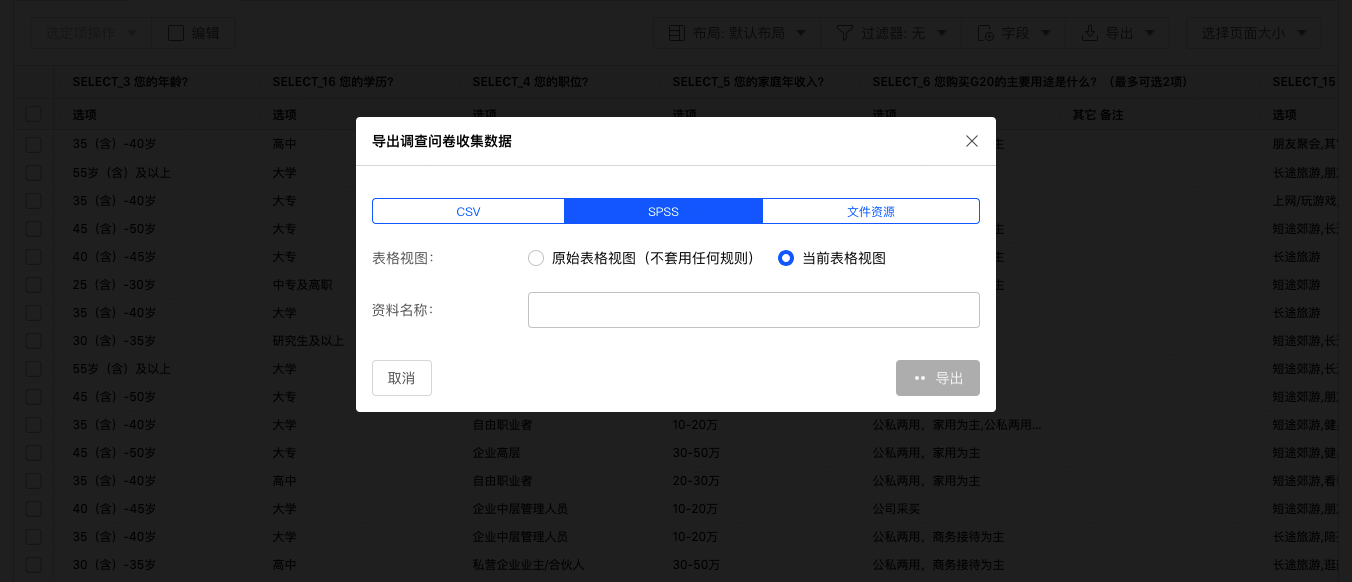 选定项操作 编辑 布局: 默认布局 过滤器: 无 字段 导出 选择页面大小
SELECT_3 您的年龄? SELECT_16 您的学历? SELECT_4 您的职位? SELECT_5 您的家庭年收入? SELECT_6 您购买G20的主要用途是什么? （最多可选2项） SELECT_15
选项 选项 选项 选项 选项 其它 备注 选项
导出调查问卷收集数据
CSV SPSS 文件资源
表格视图: 原始表格视图（不套用任何规则） 当前表格视图
资料名称:
取消 导出
35（含）-40岁 高中 主 朋友聚会,其
55岁（含）及以上 大学 长途旅游,朋
35（含）-40岁 大专 上网/玩游戏
45（含）-50岁 大专 主 短途郊游,长
40（含）-45岁 大专 主 长途旅游
25（含）-30岁 中专及高职 主 短途郊游
35（含）-40岁 大学 长途旅游
30（含）-35岁 研究生及以上 短途郊游,长
55岁（含）及以上 大学 短途郊游,长
45（含）-50岁 大专 短途郊游,朋
35（含）-40岁 大学 自由职业者 10-20万 公私两用，家用为主,公私两用... 短途郊游,健
45（含）-50岁 大专 企业高层 30-50万 公私两用，家用为主 短途郊游,健
35（含）-40岁 高中 自由职业者 20-30万 公私两用，家用为主 短途郊游,看
40（含）-45岁 大学 企业中层管理人员 10-20万 公司采买 短途郊游,朋
35（含）-40岁 大学 企业中层管理人员 10-20万 公私两用，商务接待为主 长途旅游,陪
30（含）-35岁 高中 私营企业业主/合伙人 30-50万 公私两用，商务接待为主 长途旅游,逛